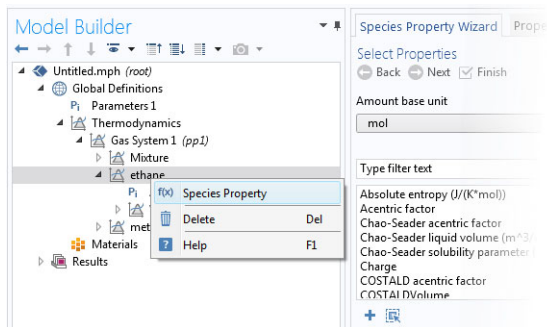 Model Builder
Untitled.mph (root)
Global Definitions
Pi Parameters 1
Thermodynamics
Gas System 1 (pp1)
Mixture
ethane
Pi
f(x) Species Property
Delete Del
? Help F1
met
Materials
Results
Species Property Wizard Prope
Select Properties
Back Next Finish
Amount base unit
mol
Type filter text
Absolute entropy (J/(K*mol))
Acentric factor
Chao-Seader acentric factor
Chao-Seader liquid volume (m^3/
Chao-Seader solubility parameter
Charge
COSTALD acentric factor
COSTALDVolume